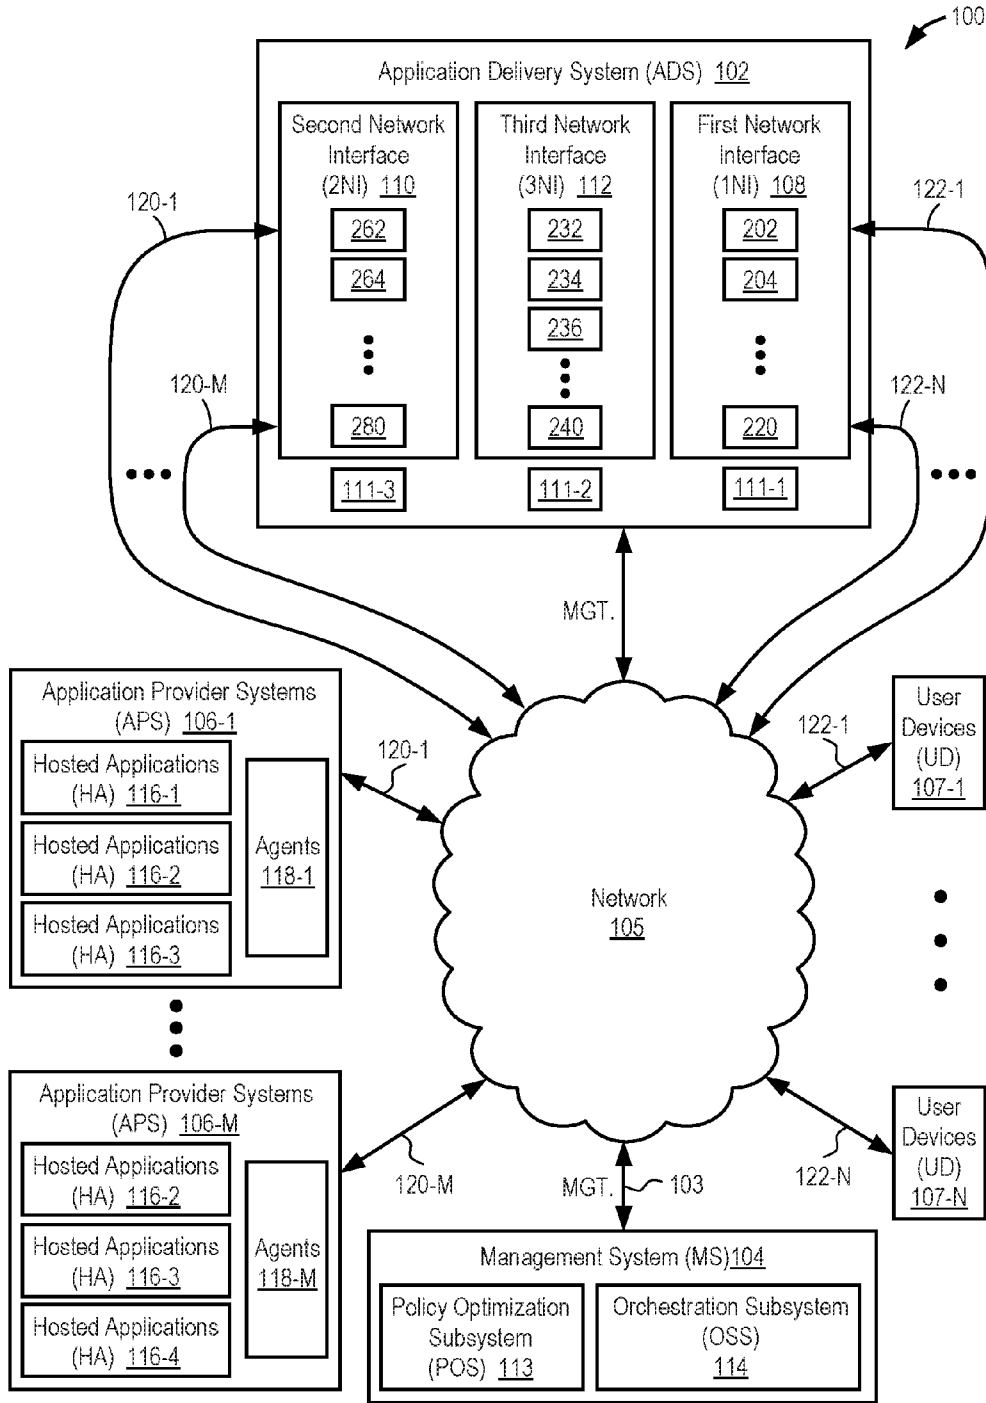 100
Application Delivery System (ADS) 102
Second Network
Interface
(2NI) 110
262
264
280
111-3
Third Network
Interface
(3NI) 112
232
234
236
240
111-2
First Network
Interface
(1NI) 108
202
204
220
111-1
120-1
120-M
122-1
122-N
MGT.
Application Provider Systems
(APS) 106-1
Hosted Applications
(HA) 116-1
Hosted Applications
(HA) 116-2
Hosted Applications
(HA) 116-3
Agents
118-1
120-1
Network
105
122-1
User
Devices
(UD)
107-1
Application Provider Systems
(APS) 106-M
Hosted Applications
(HA) 116-2
Hosted Applications
(HA) 116-3
Hosted Applications
(HA) 116-4
Agents
118-M
120-M
MGT.
103
122-N
User
Devices
(UD)
107-N
Management System (MS)104
Policy Optimization
Subsystem
(POS) 113
Orchestration Subsystem
(OSS)
114